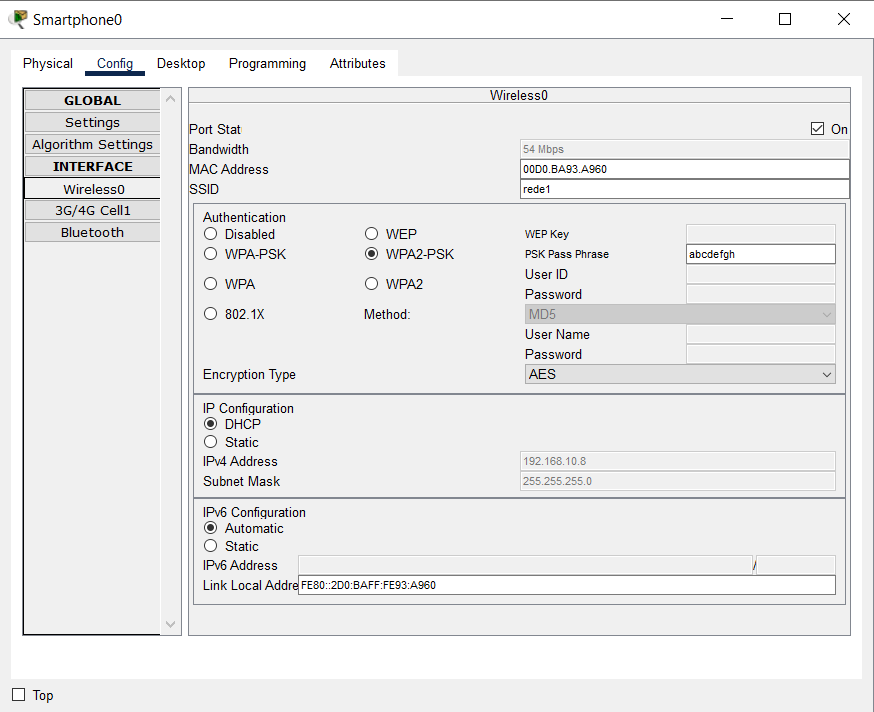 Smartphone0
Physical Config Desktop Programming Attributes
GLOBAL
Settings
Algorithm Settings
INTERFACE
Wireless0
3G/4G Cell1
Bluetooth
Wireless0
Port Stat On
Bandwidth 54 Mbps
MAC Address 00D0.BA93.A960
SSID rede1
Authentication
Disabled WEP WEP Key
WPA-PSK WPA2-PSK PSK Pass Phrase abcdefgh
User ID
WPA WPA2
Password
802.1X Method: MD5
User Name
Password
Encryption Type AES
IP Configuration
DHCP
Static
IPv4 Address 192.168.10.8
Subnet Mask 255.255.255.0
IPv6 Configuration
Automatic
Static
IPv6 Address /
Link Local Addre FE80::2D0:BAFF:FE93:A960
Top